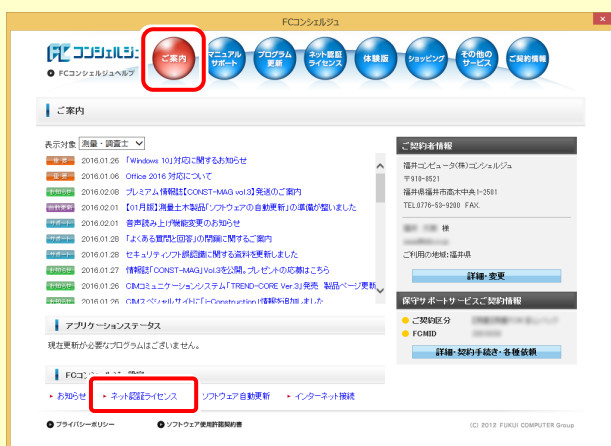 FCコンシェルジュ
FCコンシェルジュヘルプ
ご案内
マニュアル
サポート
プログラム
更新
ネット認証
ライセンス
体験版
ショッピング
その他の
サービス
ご契約情報
ご案内
表示対象 測量・調査士
重要 2016.01.26 「Windows 10」対応に関するお知らせ
重要 2016.01.06 Office 2016 対応について
お知らせ 2016.02.08 プレミアム情報誌【CONST-MAG vol.3】発送のご案内
自動更新 2016.02.01 【01月版】測量土木製品「ソフトウェアの自動更新」の準備が整いました
サポート 2016.02.01 音声読み上げ機能変更のお知らせ
サポート 2016.01.28 「よくある質問と回答」の閉鎖に関するご案内
サポート 2016.01.28 セキュリティソフト誤認識に関する資料を更新しました
お知らせ 2016.01.27 情報誌「CONST-MAG」Vol.3を公開。プレゼントの応募はこちら
お知らせ 2016.01.26 CIMコミュニケーションシステム「TREND-CORE Ver.3」発売 製品ページ更新
お知らせ 2016.01.26 CIMスペシャルサイトに「i-Construction」情報を追加しました
アプリケーションステータス
現在更新が必要なプログラムはございません。
お知らせ
ネット認証ライセンス
ソフトウェア自動更新
インターネット接続
ご契約者情報
福井コンピュータ(株)コンシェルジュ
〒910-8521
福井県福井市高木中央1-2501
TEL.0776-53-9200 FAX.
様
ご利用の地域:福井県
詳細・変更
保守サポートサービスご契約情報
ご契約区分
FCMID
詳細・契約手続き・各種依頼
プライバシーポリシー
ソフトウェア使用許諾契約書
(C) 2012 FUKUI COMPUTER Group